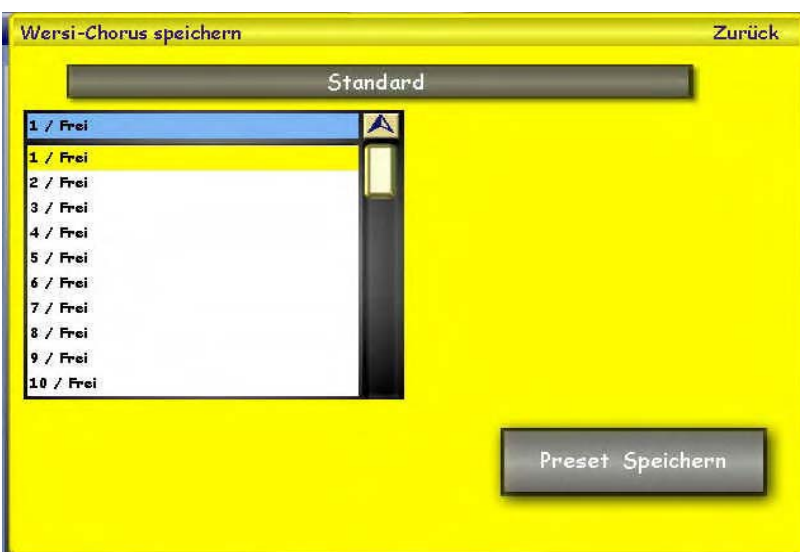 Wersi-Chorus speichern Zurück
Standard
1 / Frei
1 / Frei
2 / Frei
3 / Frei
4 / Frei
5 / Frei
6 / Frei
7 / Frei
8 / Frei
9 / Frei
10 / Frei
Preset Speichern